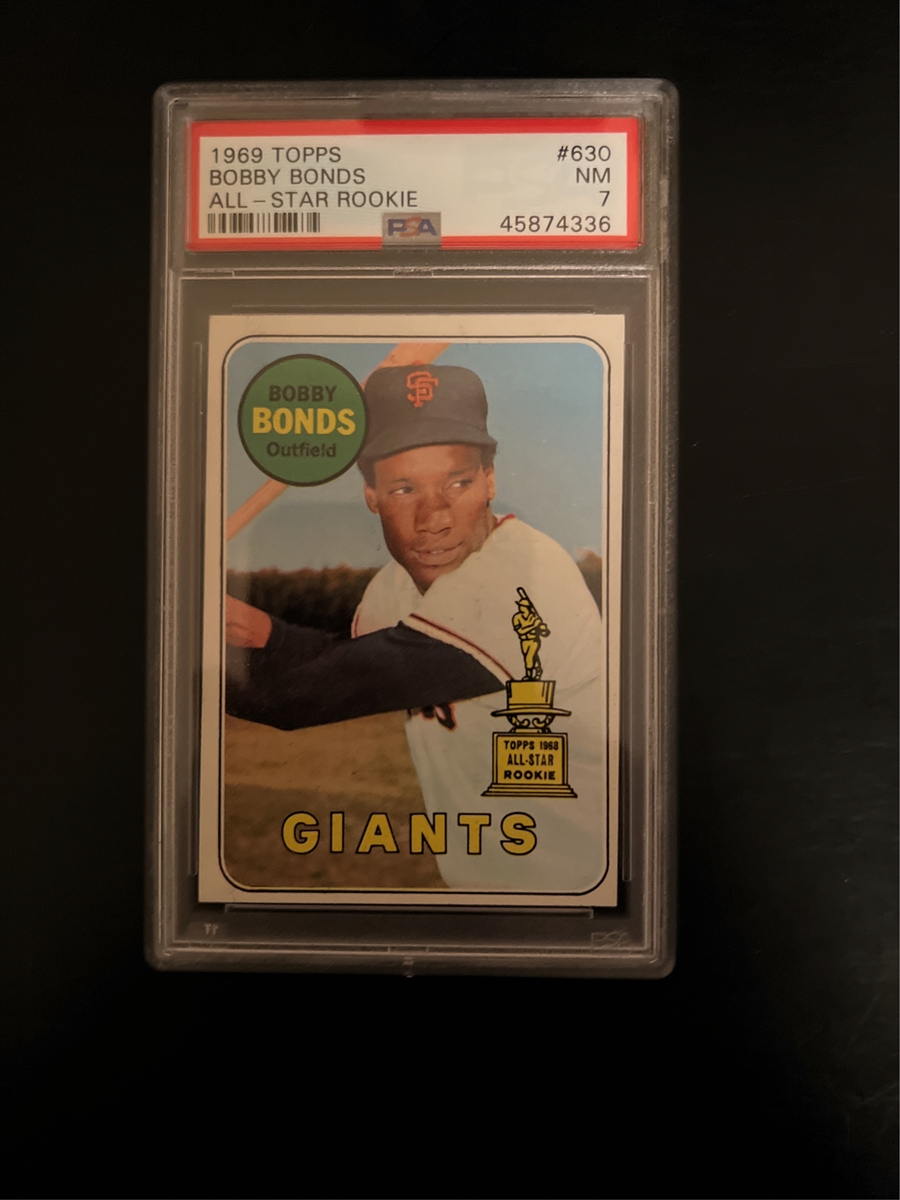 1969 TOPPS #630
BOBBY BONDS NM
ALL-STAR ROOKIE 7
PSA 45874336
BOBBY
BONDS
Outfield
SF
TOPPS 1968
ALL-STAR
ROOKIE
GIANTS